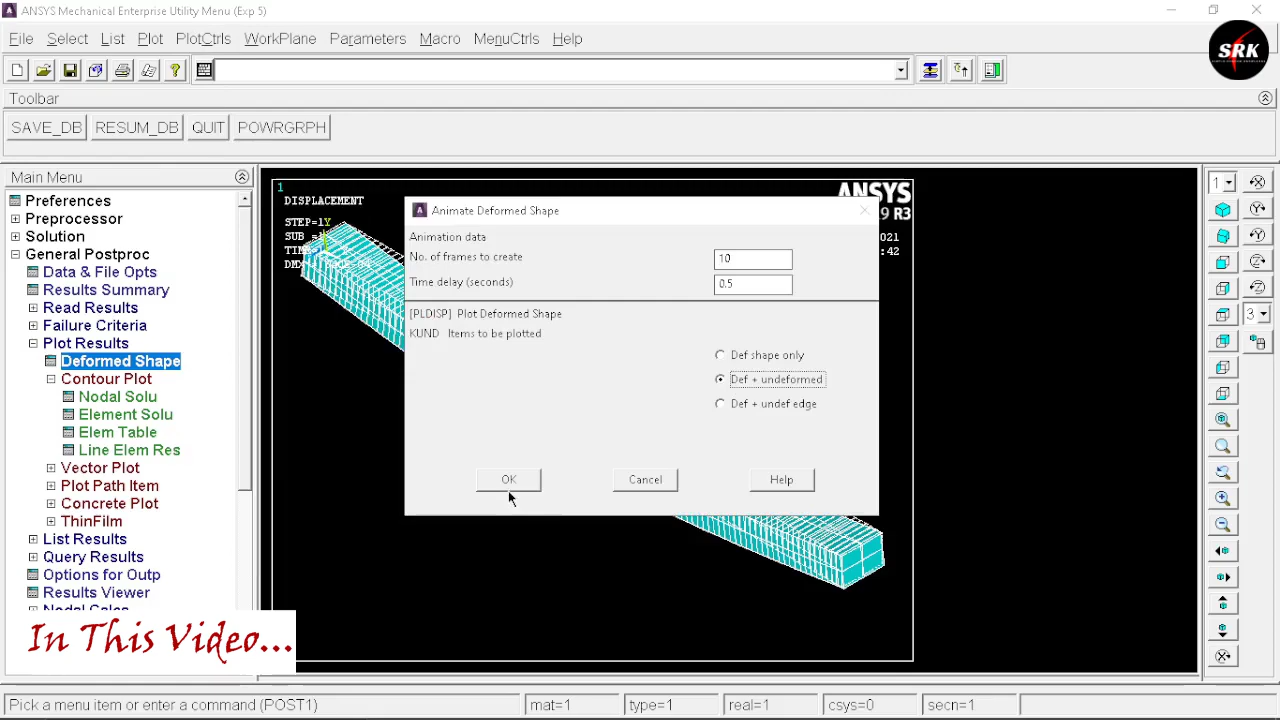 ANSYS Mechanical Enterprise Utility Menu (Exp 5)
File Select List Plot PlotCtrls WorkPlane Parameters Macro MenuCtrls Help
SRK
Toolbar
SAVE_DB RESUM_DB QUIT POWRGRPH
Main Menu
Preferences
Preprocessor
Solution
General Postproc
Data & File Opts
Results Summary
Read Results
Failure Criteria
Plot Results
Deformed Shape
Contour Plot
Nodal Solu
Element Solu
Elem Table
Line Elem Res
Vector Plot
Plot Path Item
Concrete Plot
ThinFilm
List Results
Query Results
Options for Outp
Results Viewer
In This Video...
1
DISPLACEMENT
STEP=1
SUB =
Y
ANSYS
9 R3
021
:42
Animate Deformed Shape
Animation data
No. of frames to create 10
Time delay (seconds) 0.5
[PLDISP] Plot Deformed Shape
KUND Items to be plotted
Def shape only
Def + undeformed
Def + undef edge
OK Cancel Help
1
3
Pick a menu item or enter a command (POST1) mat=1 type=1 real=1 csys=0 secn=1